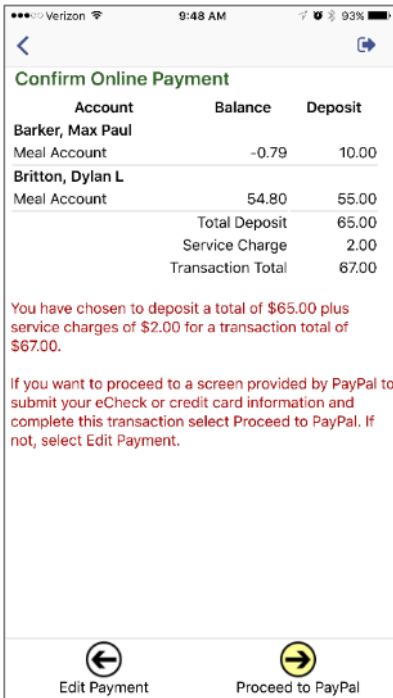 Verizon 9:48 AM 93%
Confirm Online Payment
Account Balance Deposit
Barker, Max Paul
Meal Account -0.79 10.00
Britton, Dylan L
Meal Account 54.80 55.00
Total Deposit 65.00
Service Charge 2.00
Transaction Total 67.00
You have chosen to deposit a total of $65.00 plus
service charges of $2.00 for a transaction total of
$67.00.
If you want to proceed to a screen provided by PayPal to
submit your eCheck or credit card information and
complete this transaction select Proceed to PayPal. If
not, select Edit Payment.
Edit Payment Proceed to PayPal